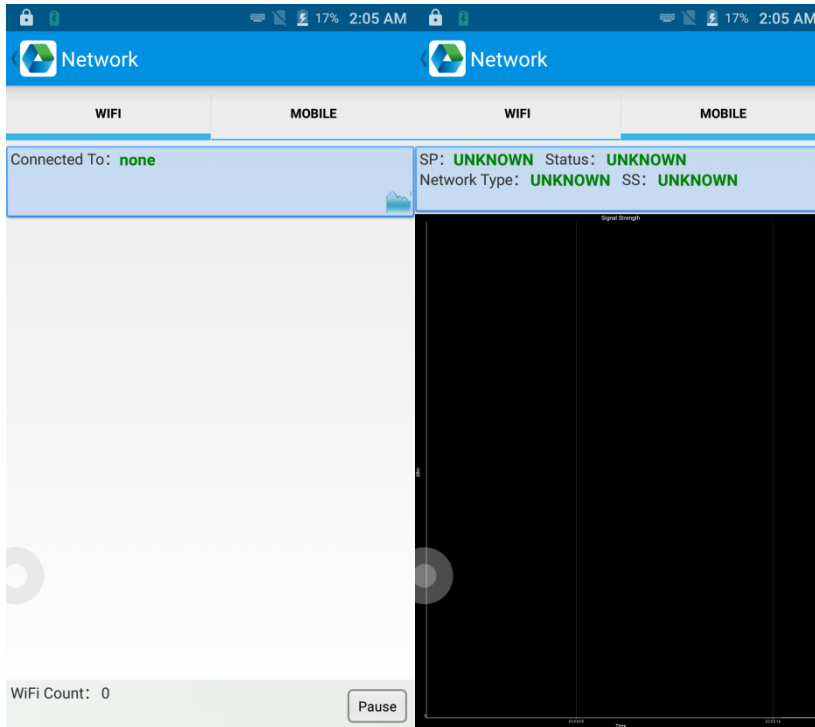 17% 2:05 AM
Network
WIFI MOBILE
Connected To: none
WiFi Count: 0
Pause
17% 2:05 AM
Network
WIFI MOBILE
SP: UNKNOWN Status: UNKNOWN
Network Type: UNKNOWN SS: UNKNOWN
Signal Strength
0
Time